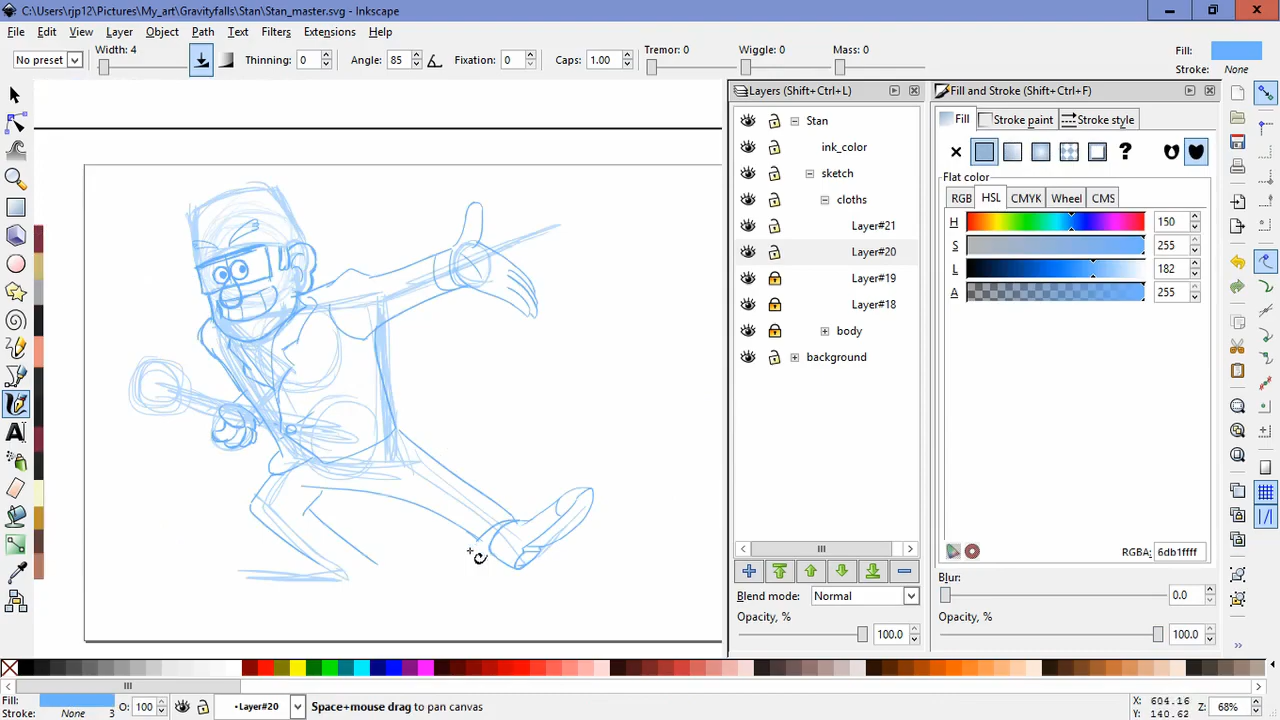 C:\Users\rjp12\Pictures\My_art\Gravityfalls\Stan\Stan_master.svg - Inkscape
File Edit View Layer Object Path Text Filters Extensions Help
No preset Width: 4 Thinning: 0 Angle: 85 Fixation: 0 Caps: 1.00 Tremor: 0 Wiggle: 0 Mass: 0 Fill: Stroke: None
Layers (Shift+Ctrl+L)
Stan
ink_color
sketch
cloths
Layer#21
Layer#20
Layer#19
Layer#18
body
background
Blend mode: Normal
Opacity, %
100.0
Fill and Stroke (Shift+Ctrl+F)
Fill Stroke paint Stroke style
Flat color
RGB HSL CMYK Wheel CMS
H 150
S 255
L 182
A 255
RGBA: 6db1ffff
Blur:
0.0
Opacity, %
100.0
Fill: Stroke: None 3 O: 100 •Layer#20 Space+mouse drag to pan canvas X: 604.16 Y: 140.62 Z: 68%